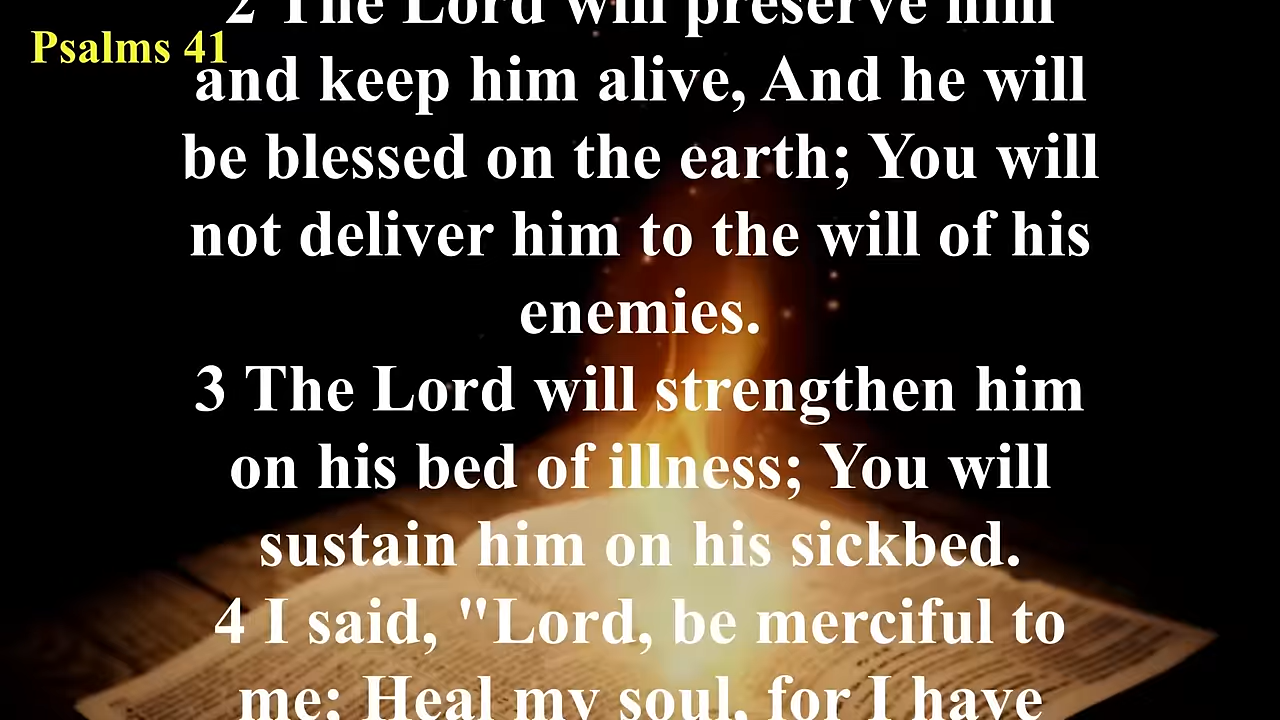 2 The Lord will preserve him
Psalms 41
and keep him alive, And he will
be blessed on the earth; You will
not deliver him to the will of his
enemies.
3 The Lord will strengthen him
on his bed of illness; You will
sustain him on his sickbed.
4 I said, "Lord, be merciful to
me; Heal my soul, for I have